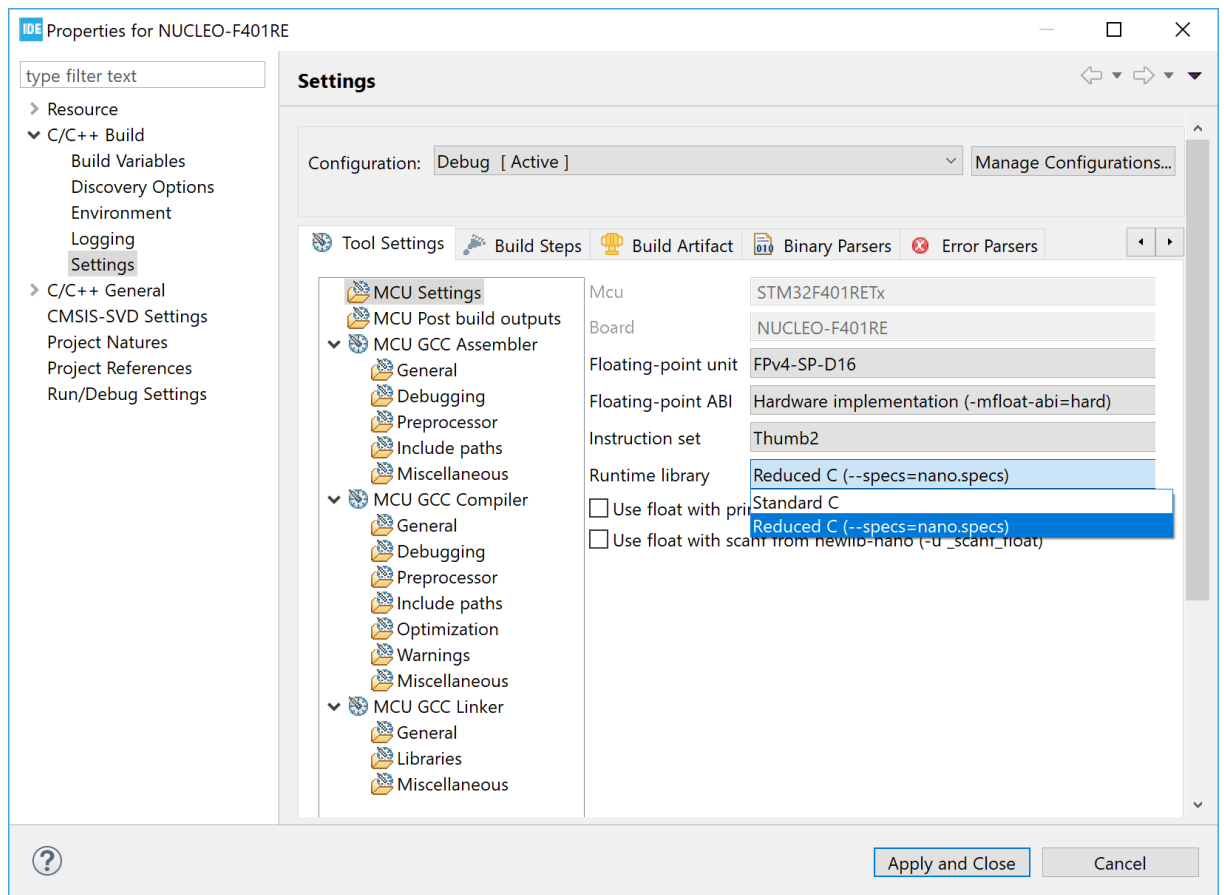 IDE Properties for NUCLEO-F401RE
type filter text
Resource
C/C++ Build
Build Variables
Discovery Options
Environment
Logging
Settings
C/C++ General
CMSIS-SVD Settings
Project Natures
Project References
Run/Debug Settings
Settings
Configuration: Debug [ Active ] Manage Configurations...
Tool Settings Build Steps Build Artifact Binary Parsers Error Parsers
MCU Settings
MCU Post build outputs
MCU GCC Assembler
General
Debugging
Preprocessor
Include paths
Miscellaneous
MCU GCC Compiler
General
Debugging
Preprocessor
Include paths
Optimization
Warnings
Miscellaneous
MCU GCC Linker
General
Libraries
Miscellaneous
Mcu STM32F401RETx
Board NUCLEO-F401RE
Floating-point unit FPv4-SP-D16
Floating-point ABI Hardware implementation (-mfloat-abi=hard)
Instruction set Thumb2
Runtime library Reduced C (--specs=nano.specs)
Standard C
Reduced C (--specs=nano.specs)
Use float with prin
Use float with scanf from newlib-nano (-u _scanf_float)
Apply and Close Cancel